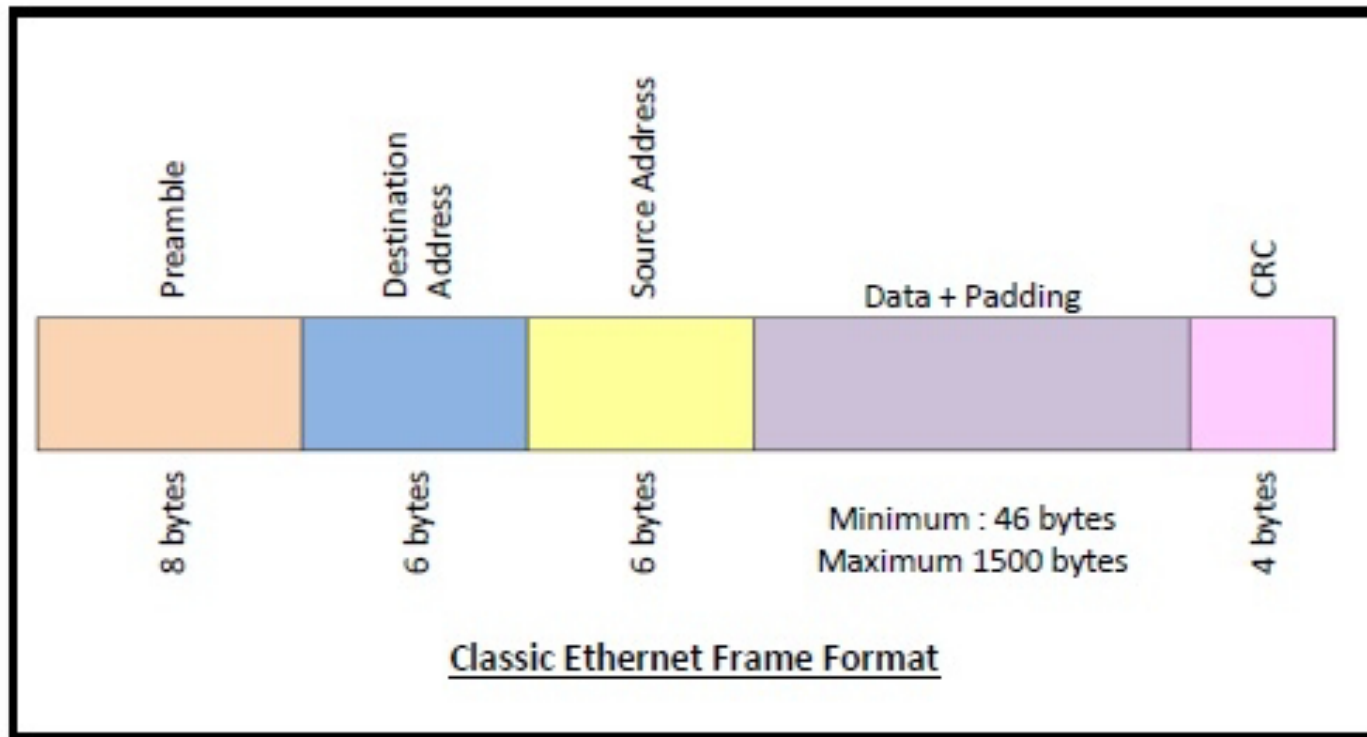 Preamble
Destination
Address
Source Address
Data + Padding
CRC
8 bytes
6 bytes
6 bytes
Minimum : 46 bytes
Maximum 1500 bytes
4 bytes
Classic Ethernet Frame Format